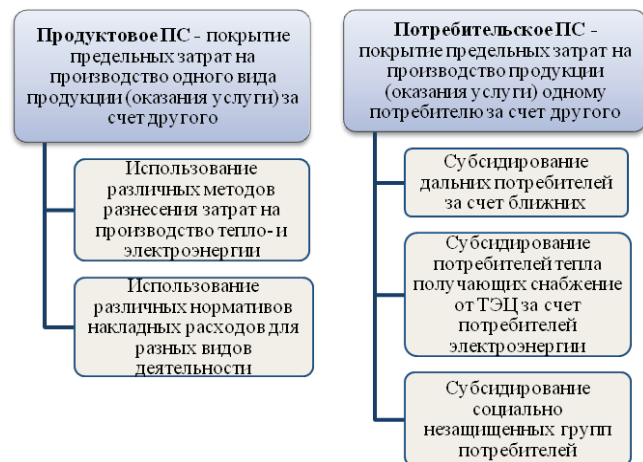 Продуктовое ПС - покрытие
предельных затрат на
производство одного вида
продукции (оказания услуги) за
счет другого
Использование
различных методов
разнесения затрат на
производство тепло- и
электроэнергии
Использование
различных нормативов
накладных расходов для
разных видов
деятельности
Потребительское ПС -
покрытие предельных затрат на
производство продукции
(оказания услуги) одному
потребителю за счет другого
Субсидирование
дальних потребителей
за счет ближних
Субсидирование
потребителей тепла
получающих снабжение
от ТЭЦ за счет
потребителей
электроэнергии
Субсидирование
социально
незащищенных групп
потребителей